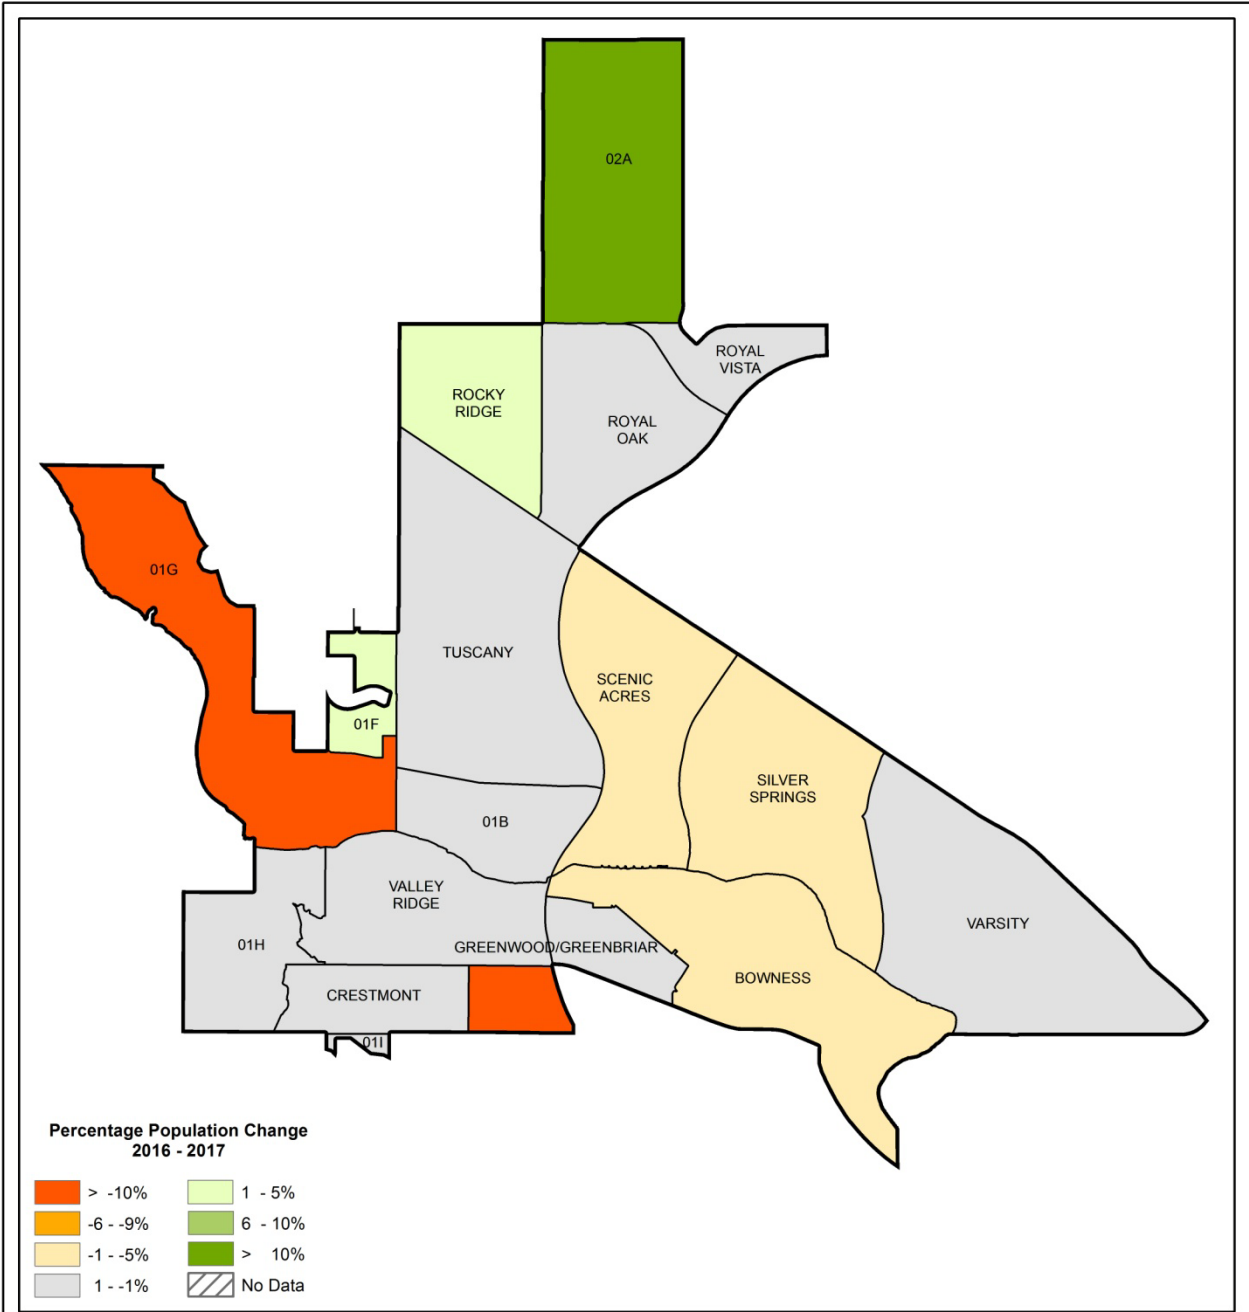 02A
ROYAL
VISTA
ROCKY
RIDGE
ROYAL
OAK
01G
TUSCANY
SCENIC
ACRES
01F
SILVER
SPRINGS
01B
VALLEY
RIDGE
VARSITY
01H
GREENWOOD/GREENBRIAR
BOWNESS
CRESTMONT
01I
Percentage Population Change
2016 - 2017
> -10%
-6 - -9%
-1 - -5%
1 - -1%
1 - 5%
6 - 10%
> 10%
No Data